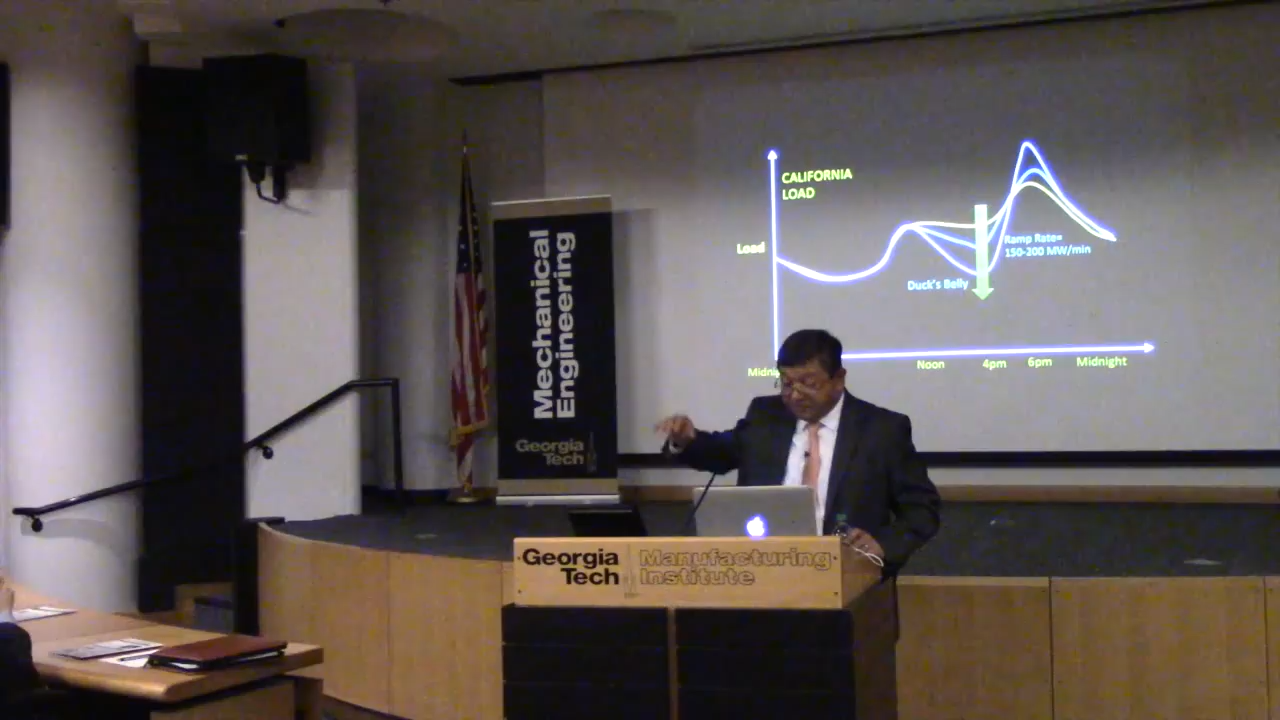 CALIFORNIA
LOAD
Load
Ramp Rate=
150-200 MW/min
Duck's Belly
Noon
4pm
6pm
Midnight
Mechanical
Engineering
Georgia
Tech
Georgia
Tech
Manufacturing
Institute